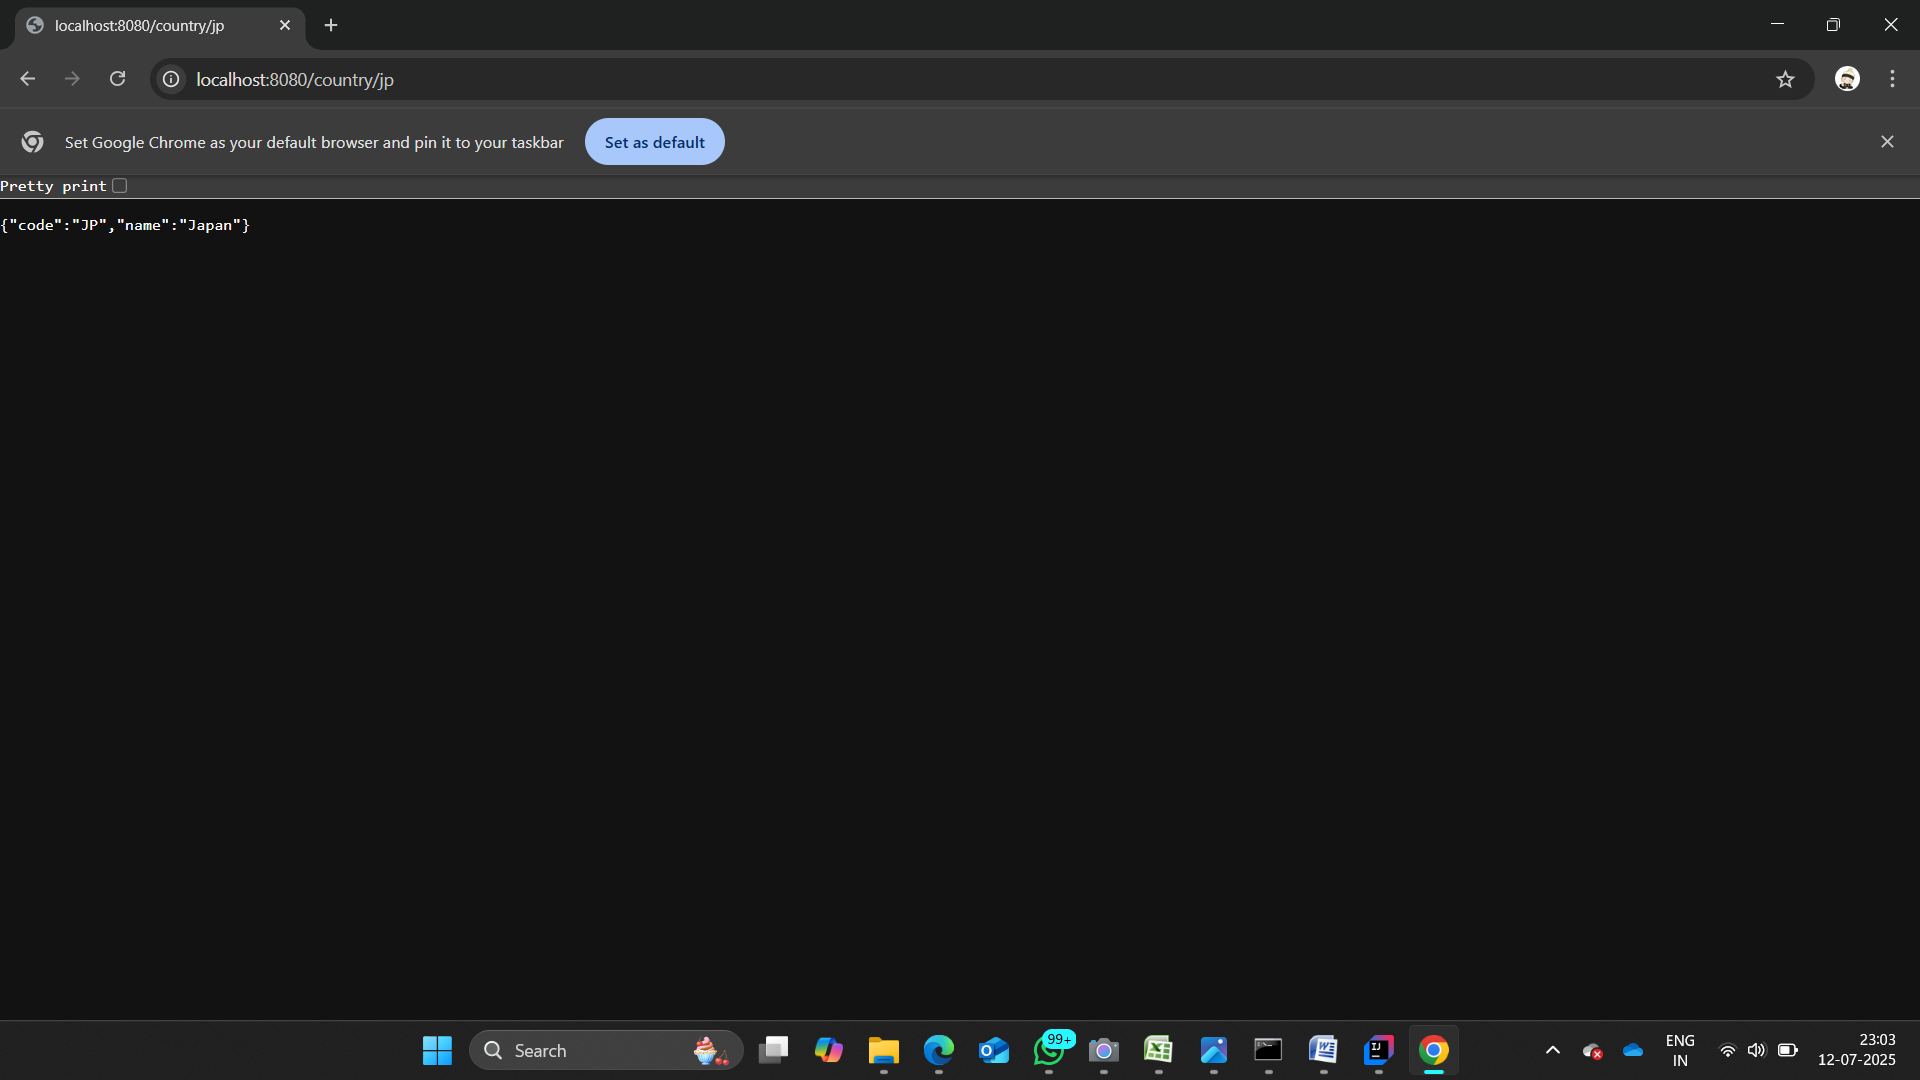 localhost:8080/country/jp
localhost:8080/country/jp
Set Google Chrome as your default browser and pin it to your taskbar
Set as default
Pretty print
{"code":"JP","name":"Japan"}
Search
99+
ENG
IN
23:03
12-07-2025